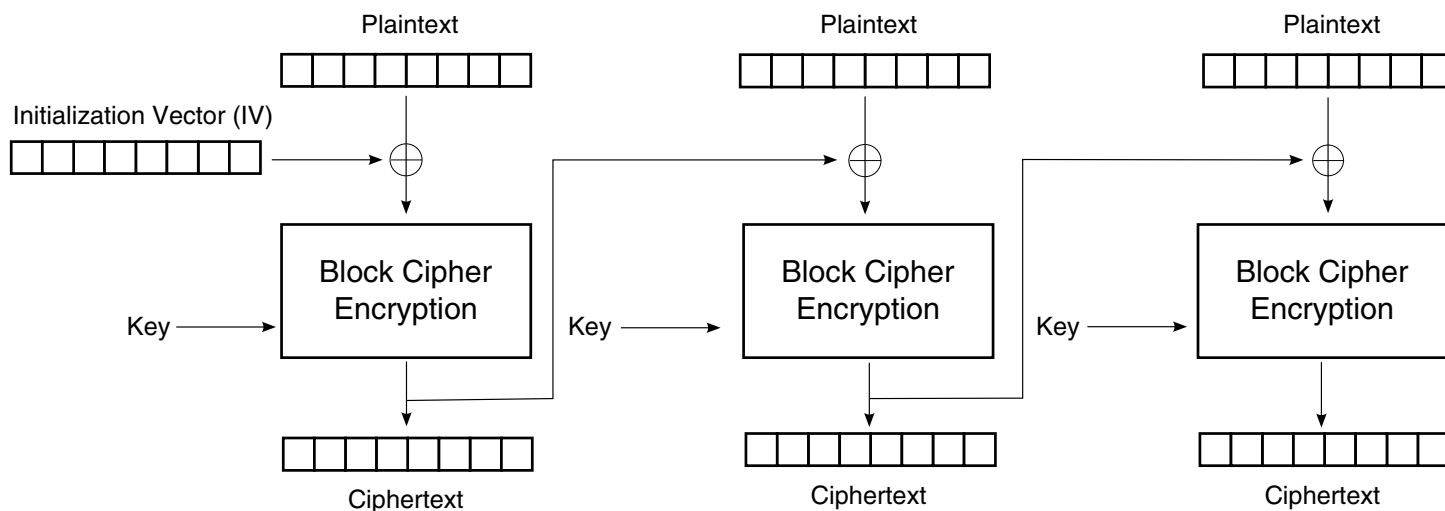 Plaintext
Plaintext
Plaintext
Initialization Vector (IV)
Block Cipher
Encryption
Block Cipher
Encryption
Block Cipher
Encryption
Key
Key
Key
Ciphertext
Ciphertext
Ciphertext